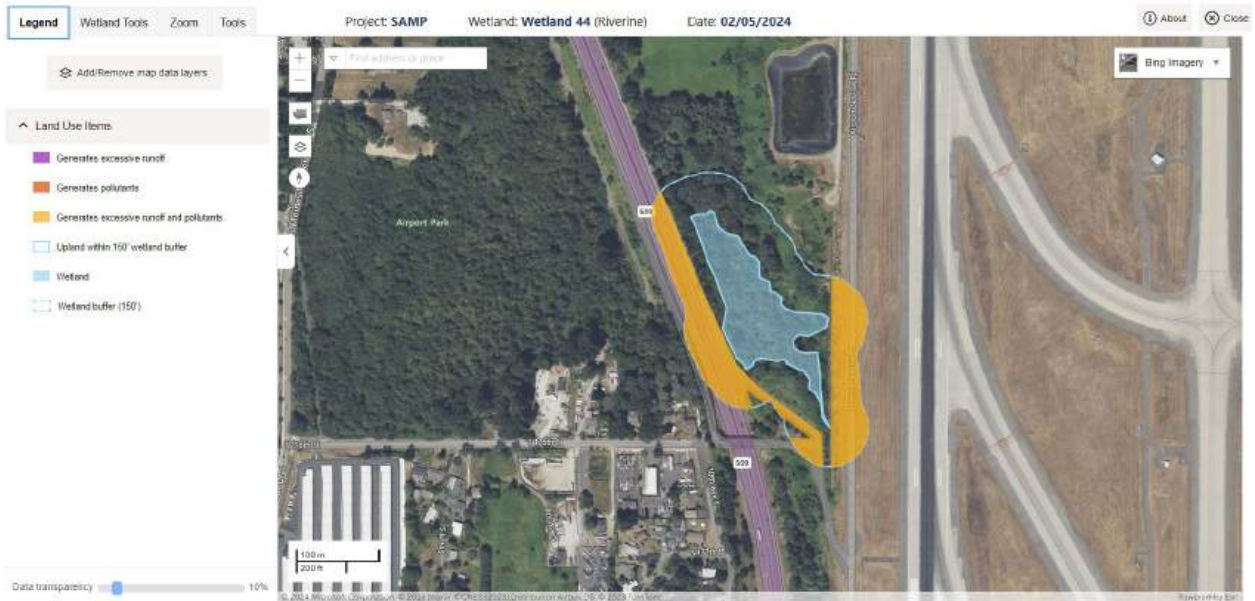 Legend
Wetland Tools
Zoom
Tools
Project: SAMP
Wetland: Wetland 44 (Riverine)
Date: 02/05/2024
About
Close
Add/Remove map data layers
Find address or place
Bing Imagery
Land Use Items
Generates excessive runoff
Generates pollutants
Generates excessive runoff and pollutants
Upland within 150' wetland buffer
Wetland
Wetland buffer (150')
Airport Park
509
509
100 m
200 ft
Data transparency
10%
Powered by Esri